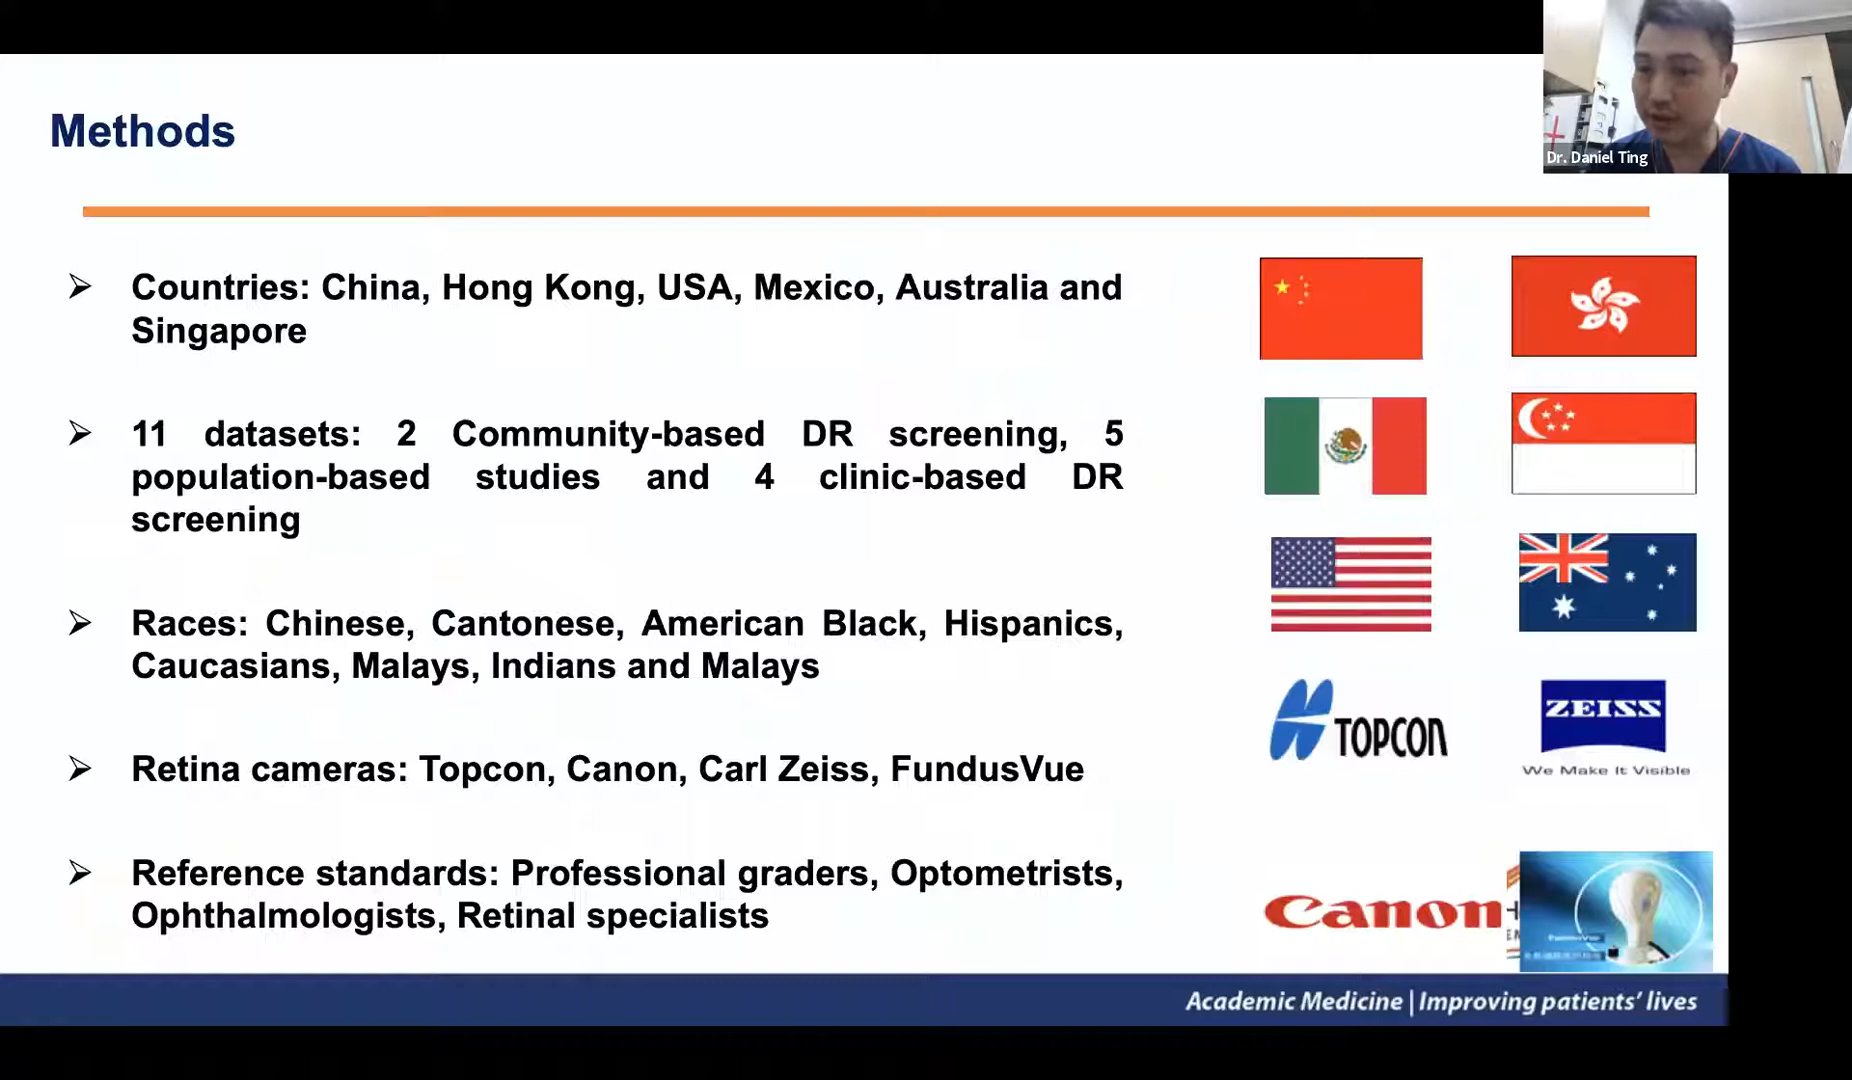 Dr. Daniel Ting
Methods
Countries: China, Hong Kong, USA, Mexico, Australia and
Singapore
11 datasets: 2 Community-based DR screening, 5
population-based studies and 4 clinic-based DR
screening
Races: Chinese, Cantonese, American Black, Hispanics,
Caucasians, Malays, Indians and Malays
Retina cameras: Topcon, Canon, Carl Zeiss, FundusVue
Reference standards: Professional graders, Optometrists,
Ophthalmologists, Retinal specialists
TOPCON
ZEISS
We Make It Visible
Canon
Academic Medicine | Improving patients' lives